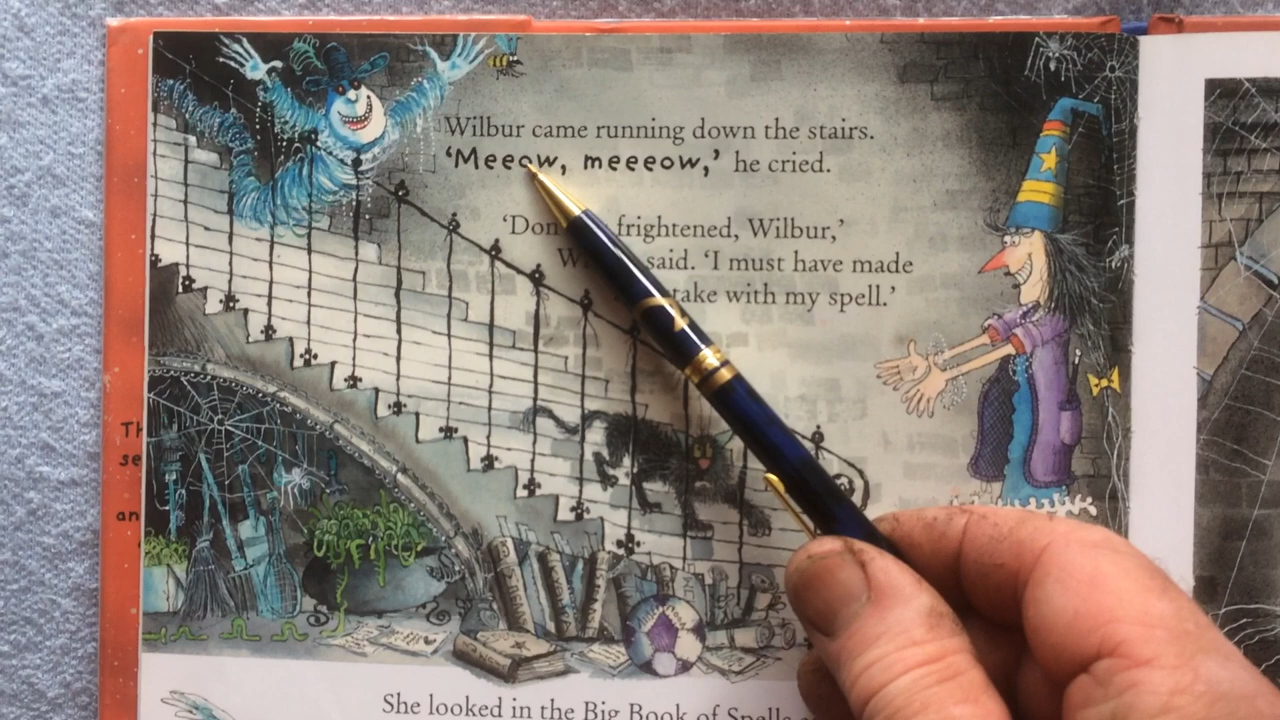 Wilbur came running down the stairs.
'Meeow, meeeow,' he cried.
'Don frightened, Wilbur,'
said. 'I must have made
take with my spell.'
She looked in the Big Book of Spells